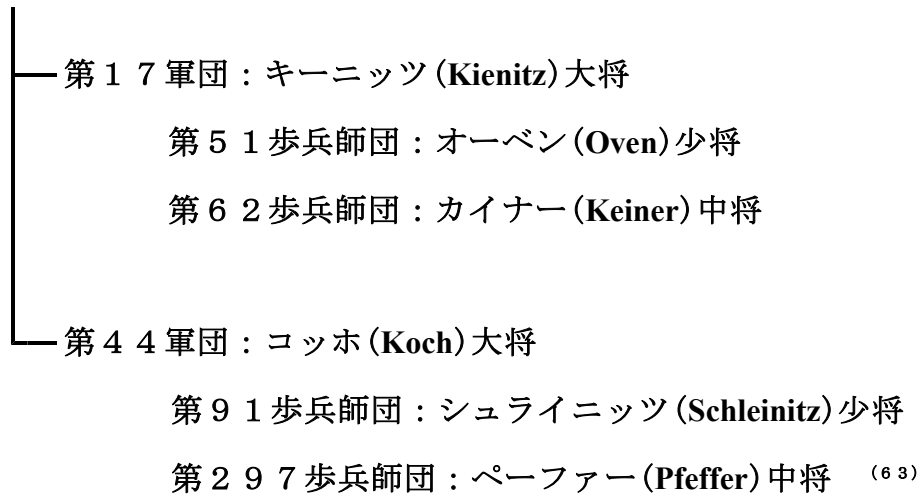 第１７軍団：キーニッツ(Kienitz)大将
第５１歩兵師団：オーベン(Oven)少将
第６２歩兵師団：カイナー(Keiner)中将
第４４軍団：コッホ(Koch)大将
第９１歩兵師団：シュライニッツ(Schleinitz)少将
第２９７歩兵師団：ペーファー(Pfeffer)中将 (６３)